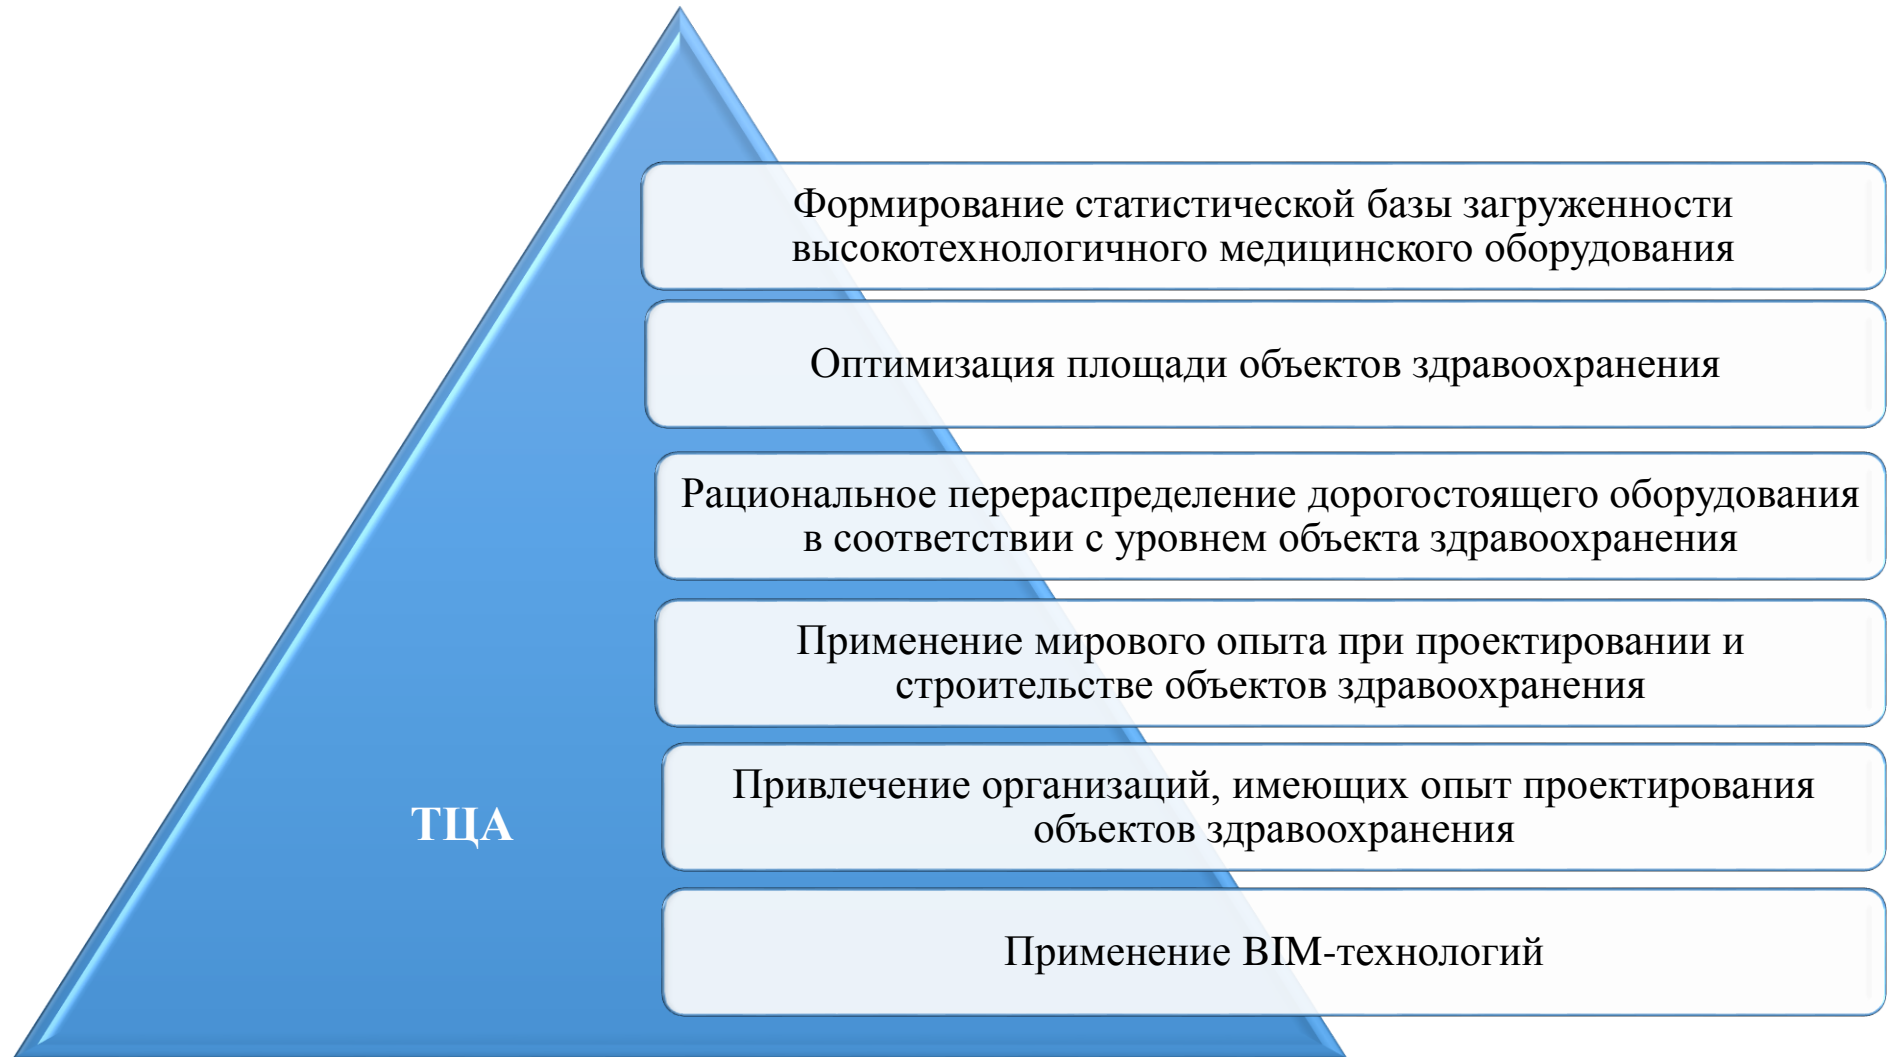 Формирование статистической базы загруженности
высокотехнологичного медицинского оборудования
Оптимизация площади объектов здравоохранения
Рациональное перераспределение дорогостоящего оборудования
в соответствии с уровнем объекта здравоохранения
Применение мирового опыта при проектировании и
строительстве объектов здравоохранения
Привлечение организаций, имеющих опыт проектирования
объектов здравоохранения
ТЦА
Применение BIM-технологий